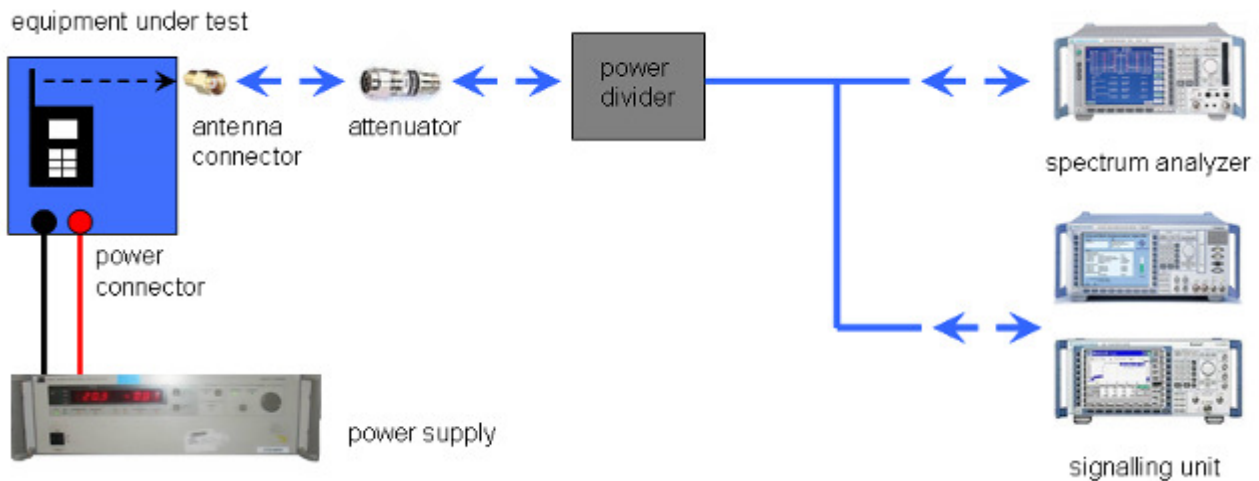 equipment under test
power
divider
antenna
connector
attenuator
spectrum analyzer
power
connector
power supply
signalling unit